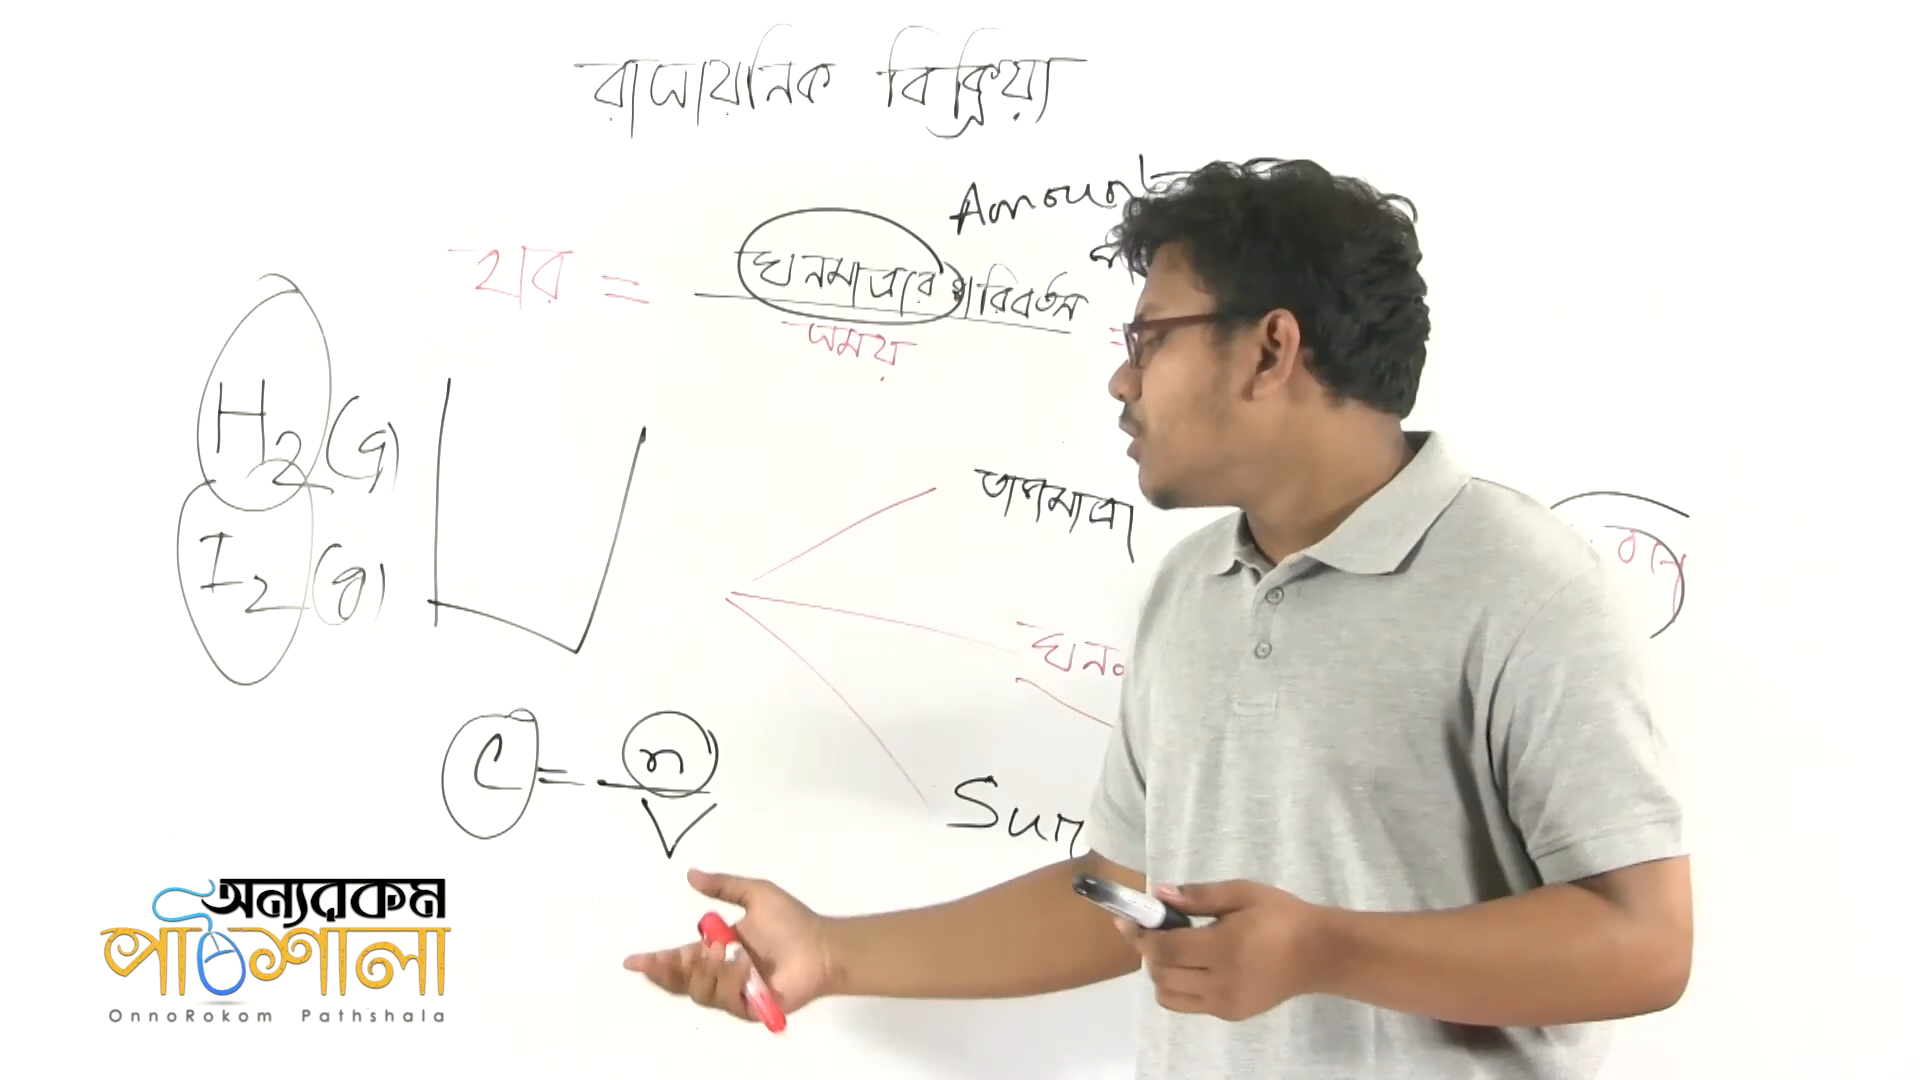 রাসায়নিক বিক্রিয়া
Amount
হার = ঘনমাত্রার পরিবর্তন =
সময়
H2(g)
I2(g)
তাপমাত্রা
ঘন
C = n
V
Sur
অন্যরকম
পাঠশালা
OnnoRokom Pathshala